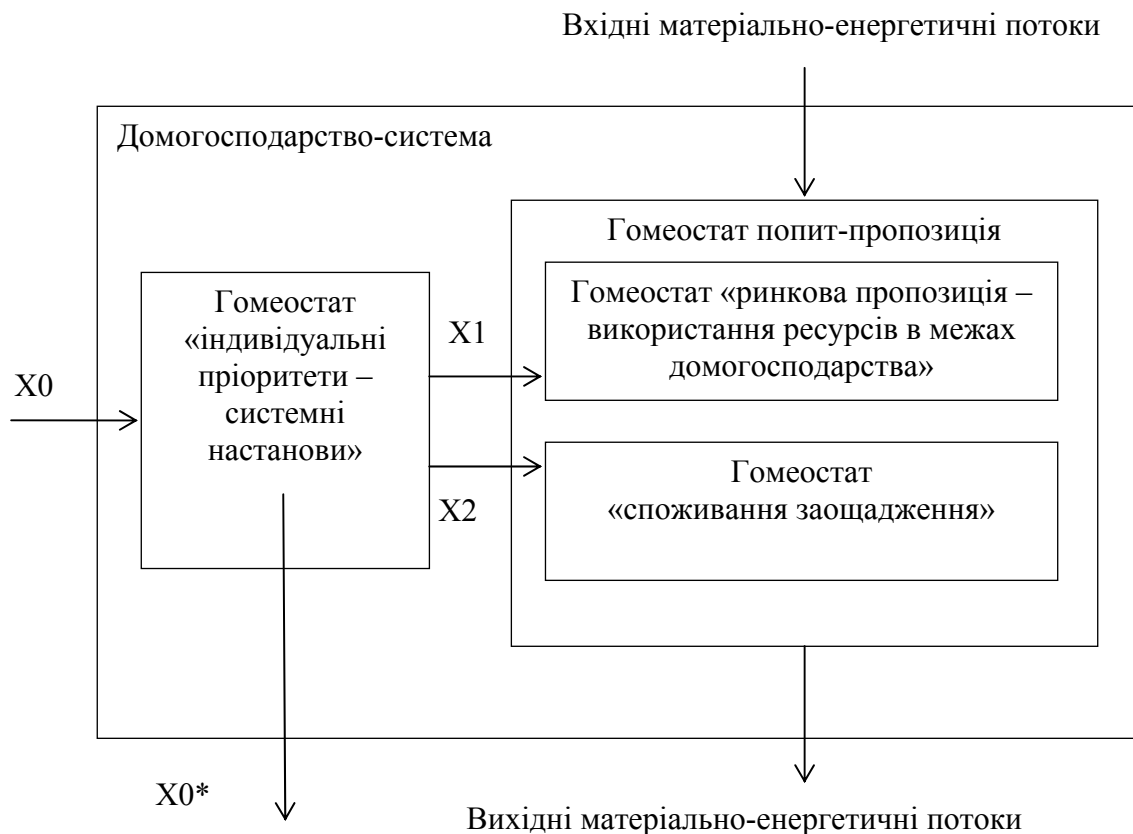 Вхідні матеріально-енергетичні потоки
Домогосподарство-система
Гомеостат попит-пропозиція
Гомеостат «ринкова пропозиція –
використання ресурсів в межах
домогосподарства»
Гомеостат
«індивідуальні
пріоритети –
системні
настанови»
X1
X0
Гомеостат
«споживання заощадження»
X2
X0*
Вихідні матеріально-енергетичні потоки